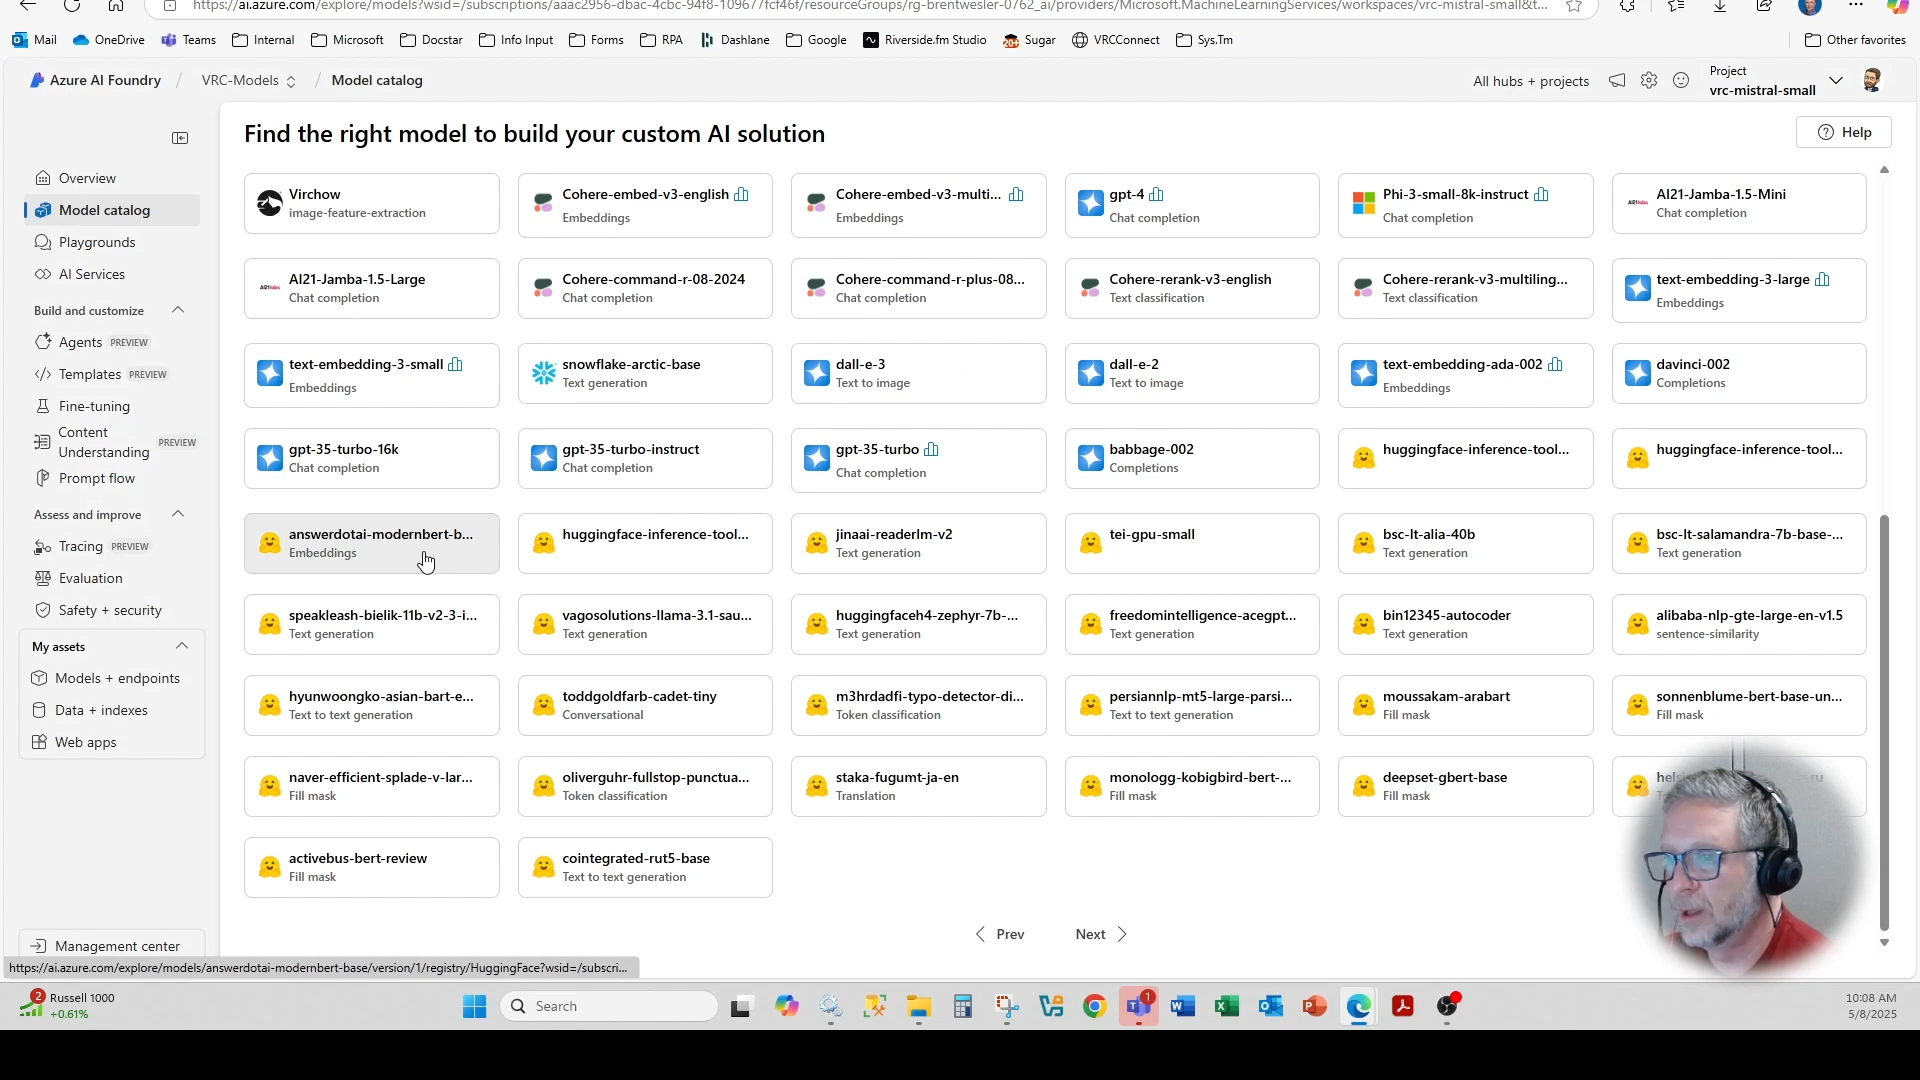 https://ai.azure.com/explore/models?wsid=/subscriptions/aaac2956-dbac-4cbc-94f8-109677fcf46f/resourceGroups/rg-brentwesler-0762_ai/providers/Microsoft.MachineLearningServices/workspaces/vrc-mistral-small&t...
Mail OneDrive Teams Internal Microsoft Docstar Info Input Forms RPA Dashlane Google Riverside.fm Studio Sugar VRCConnect Sys.Tm Other favorites
Azure AI Foundry / VRC-Models / Model catalog
All hubs + projects
Project
vrc-mistral-small
Find the right model to build your custom AI solution
Help
Overview
Model catalog
Playgrounds
AI Services
Build and customize
Agents PREVIEW
Templates PREVIEW
Fine-tuning
Content
Understanding PREVIEW
Prompt flow
Assess and improve
Tracing PREVIEW
Evaluation
Safety + security
My assets
Models + endpoints
Data + indexes
Web apps
Management center
Virchow
image-feature-extraction
Cohere-embed-v3-english
Embeddings
Cohere-embed-v3-multi...
Embeddings
gpt-4
Chat completion
Phi-3-small-8k-instruct
Chat completion
AI21labs
AI21-Jamba-1.5-Mini
Chat completion
AI21labs
AI21-Jamba-1.5-Large
Chat completion
Cohere-command-r-08-2024
Chat completion
Cohere-command-r-plus-08...
Chat completion
Cohere-rerank-v3-english
Text classification
Cohere-rerank-v3-multiling...
Text classification
text-embedding-3-large
Embeddings
text-embedding-3-small
Embeddings
snowflake-arctic-base
Text generation
dall-e-3
Text to image
dall-e-2
Text to image
text-embedding-ada-002
Embeddings
davinci-002
Completions
gpt-35-turbo-16k
Chat completion
gpt-35-turbo-instruct
Chat completion
gpt-35-turbo
Chat completion
babbage-002
Completions
huggingface-inference-tool...
huggingface-inference-tool...
answerdotai-modernbert-b...
Embeddings
huggingface-inference-tool...
jinaai-readerlm-v2
Text generation
tei-gpu-small
bsc-lt-alia-40b
Text generation
bsc-lt-salamandra-7b-base-...
Text generation
speakleash-bielik-11b-v2-3-i...
Text generation
vagosolutions-llama-3.1-sau...
Text generation
huggingfaceh4-zephyr-7b-...
Text generation
freedomintelligence-acegpt...
Text generation
bin12345-autocoder
Text generation
alibaba-nlp-gte-large-en-v1.5
sentence-similarity
hyunwoongko-asian-bart-e...
Text to text generation
toddgoldfarb-cadet-tiny
Conversational
m3hrdadfi-typo-detector-di...
Token classification
persiannlp-mt5-large-parsi...
Text to text generation
moussakam-arabart
Fill mask
sonnenblume-bert-base-un...
Fill mask
naver-efficient-splade-v-lar...
Fill mask
oliverguhr-fullstop-punctua...
Token classification
staka-fugumt-ja-en
Translation
monologg-kobigbird-bert-...
Fill mask
deepset-gbert-base
Fill mask
activebus-bert-review
Fill mask
cointegrated-rut5-base
Text to text generation
Prev Next
https://ai.azure.com/explore/models/answerdotai-modernbert-base/version/1/registry/HuggingFace?wsid=/subscri...
2
Russell 1000
+0.61%
Search
1
10:08 AM
5/8/2025